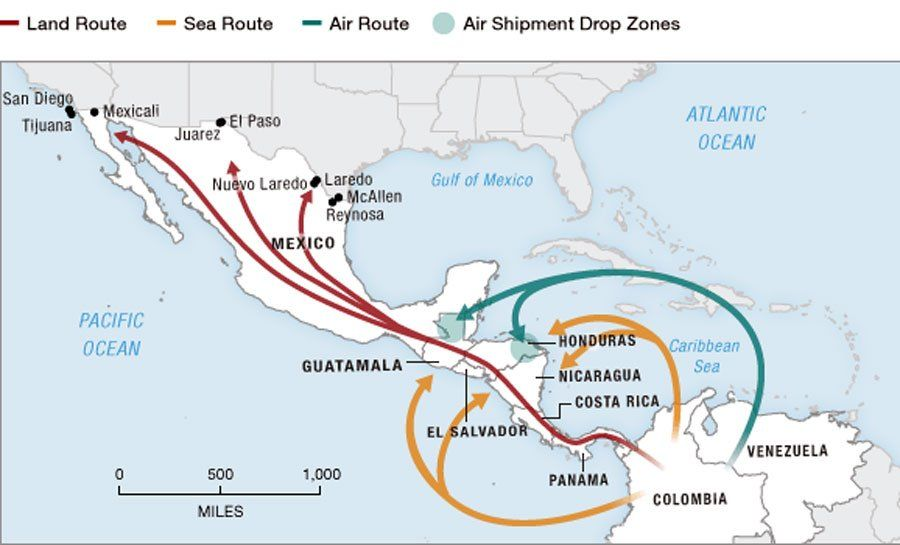 Land Route
Sea Route
Air Route
Air Shipment Drop Zones
San Diego
Tijuana
Mexicali
Juarez
El Paso
Nuevo Laredo
Laredo
McAllen
Reynosa
MEXICO
Gulf of Mexico
ATLANTIC
OCEAN
PACIFIC
OCEAN
Caribbean
Sea
GUATAMALA
HONDURAS
NICARAGUA
COSTA RICA
EL SALVADOR
PANAMA
VENEZUELA
COLOMBIA
0 500 1,000
MILES